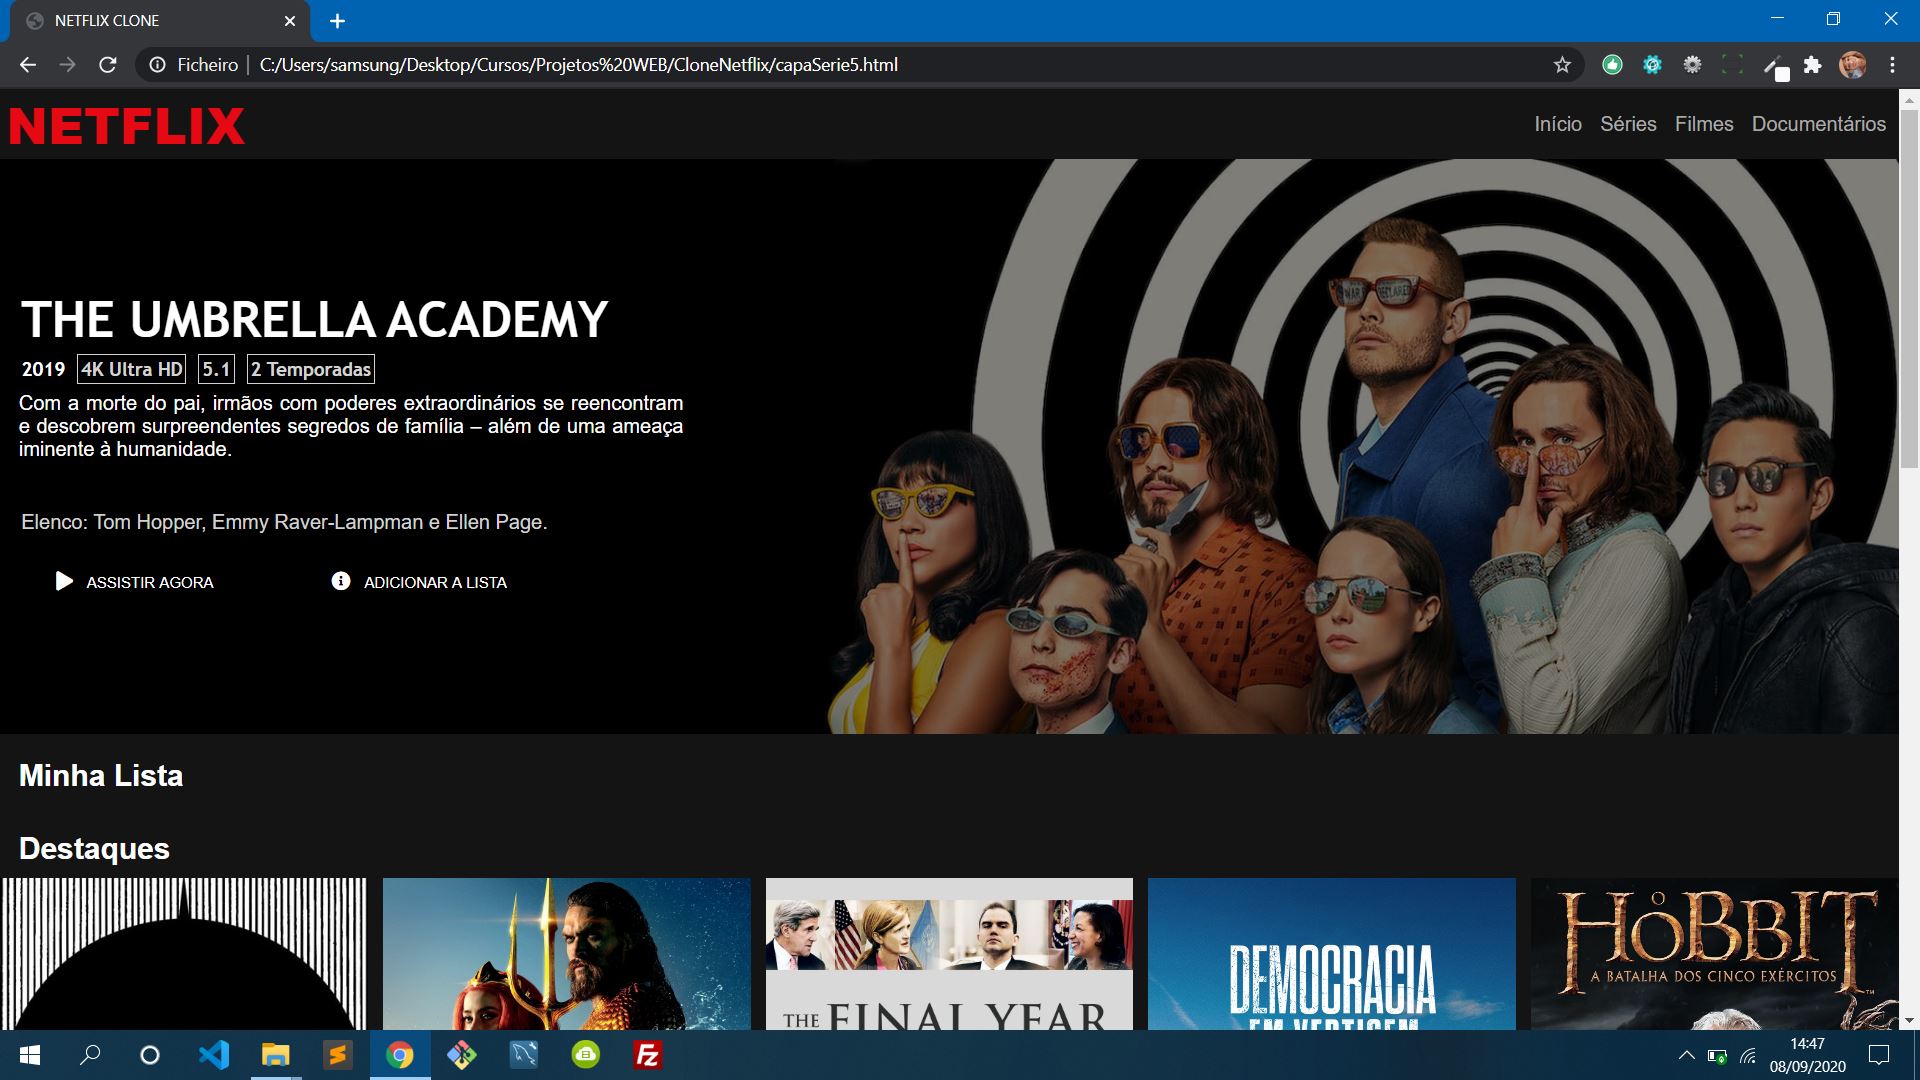 NETFLIX CLONE
Ficheiro | C:/Users/samsung/Desktop/Cursos/Projetos%20WEB/CloneNetflix/capaSerie5.html
NETFLIX
Início Séries Filmes Documentários
THE UMBRELLA ACADEMY
2019 4K Ultra HD 5.1 2 Temporadas
Com a morte do pai, irmãos com poderes extraordinários se reencontram
e descobrem surpreendentes segredos de família – além de uma ameaça
iminente à humanidade.
Elenco: Tom Hopper, Emmy Raver-Lampman e Ellen Page.
ASSISTIR AGORA
ADICIONAR A LISTA
Minha Lista
Destaques
THE FINAL YEAR
DEMOCRACIA
EM VERTIGEM
HOBBIT
A BATALHA DOS CINCO EXÉRCITOS
TM
Fz
14:47
08/09/2020